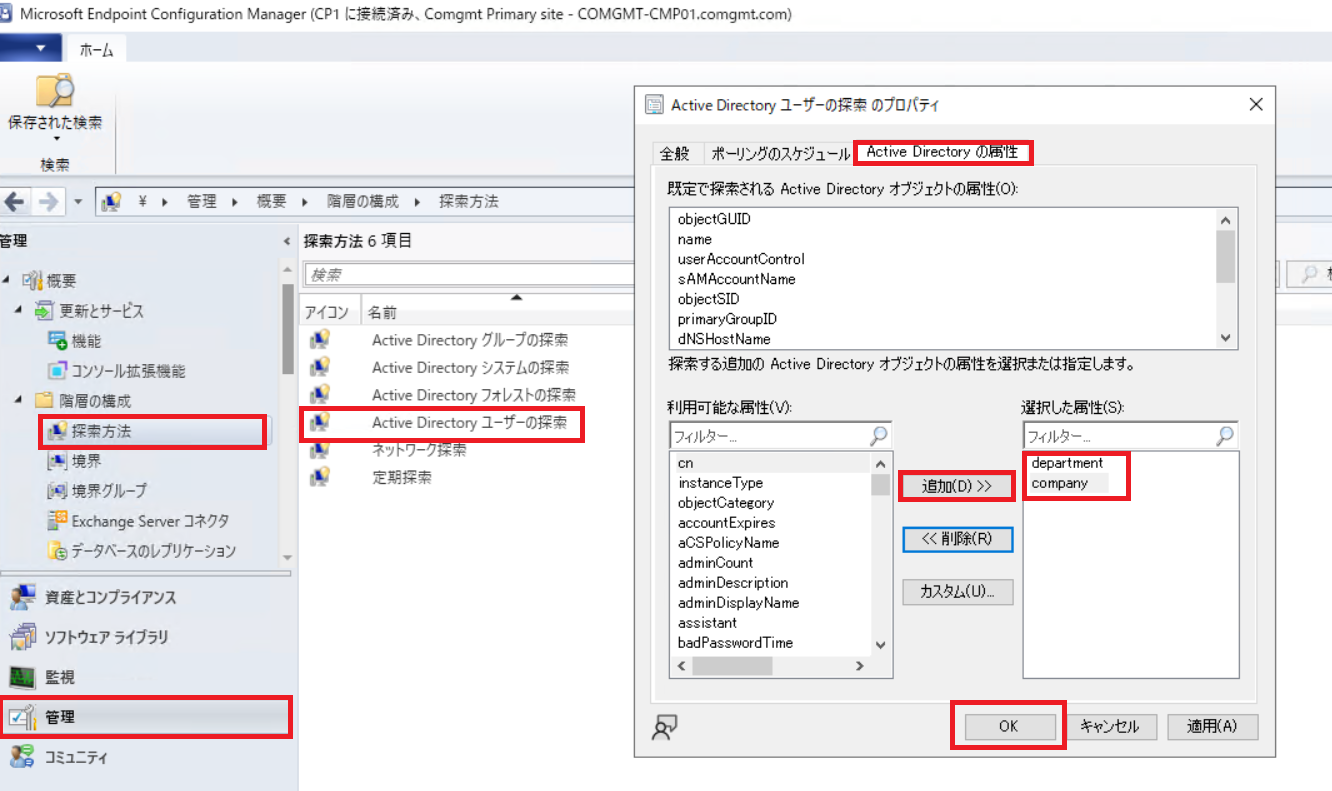 Microsoft Endpoint Configuration Manager (CP1 に接続済み、Comgmt Primary site - COMGMT-CMP01.comgmt.com)
ホーム
保存された検索
検索
¥ 管理 概要 階層の構成 探索方法
管理
概要
更新とサービス
機能
コンソール拡張機能
階層の構成
探索方法
境界
境界グループ
Exchange Server コネクタ
データベースのレプリケーション
資産とコンプライアンス
ソフトウェア ライブラリ
監視
管理
コミュニティ
探索方法 6 項目
検索
アイコン 名前
Active Directory グループの探索
Active Directory システムの探索
Active Directory フォレストの探索
Active Directory ユーザーの探索
ネットワーク探索
定期探索
Active Directory ユーザーの探索 のプロパティ
全般 ポーリングのスケジュール Active Directory の属性
既定で探索される Active Directory オブジェクトの属性(O):
objectGUID
name
userAccountControl
sAMAccountName
objectSID
primaryGroupID
dNSHostName
探索する追加の Active Directory オブジェクトの属性を選択または指定します。
利用可能な属性(V):
フィルター...
cn
instanceType
objectCategory
accountExpires
aCSPolicyName
adminCount
adminDescription
adminDisplayName
assistant
badPasswordTime
追加(D) >>
<< 削除(R)
カスタム(U)...
選択した属性(S):
フィルター...
department
company
OK キャンセル 適用(A)